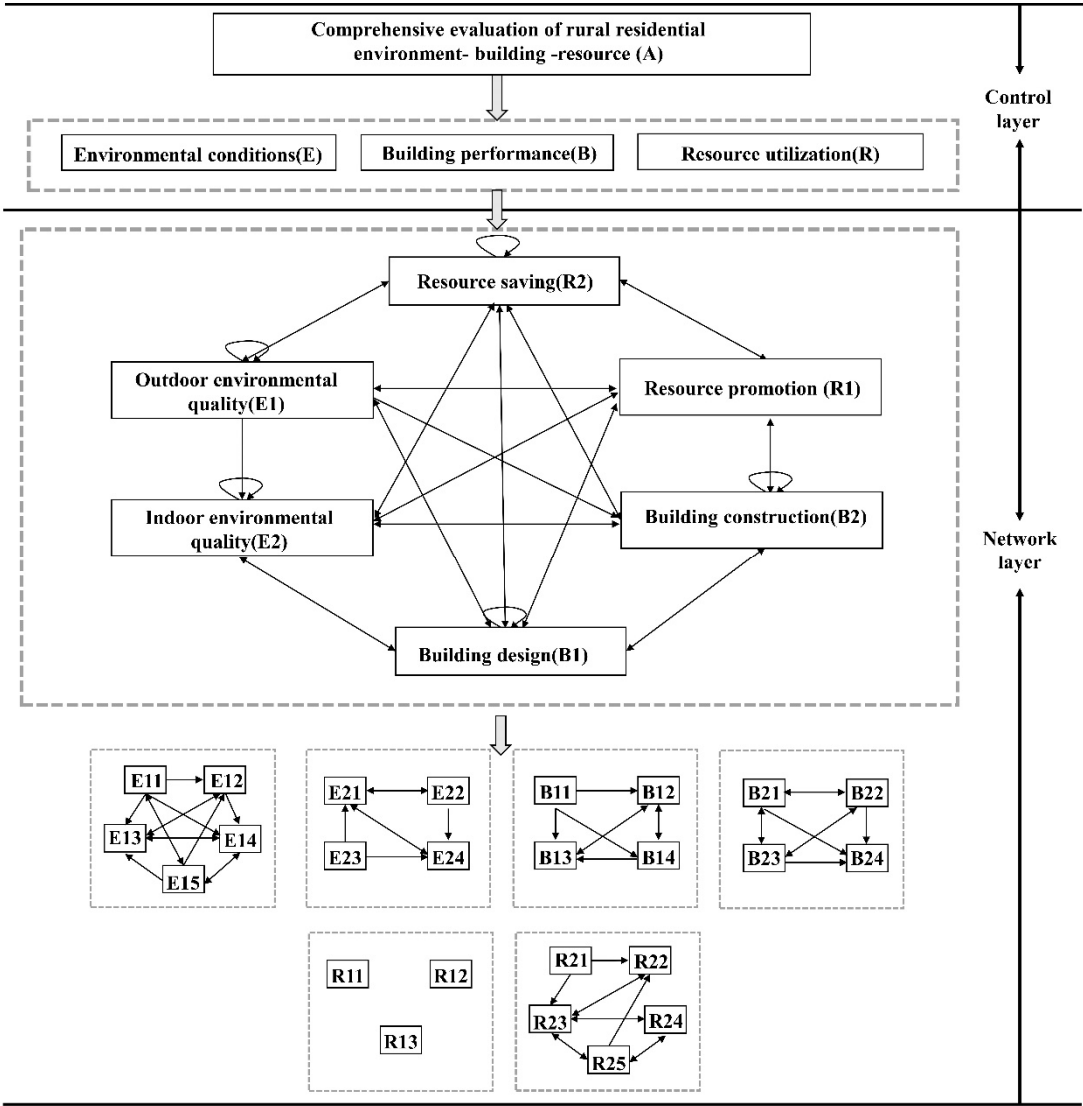 Comprehensive evaluation of rural residential
environment- building -resource (A)
Control
layer
Environmental conditions(E)
Building performance(B)
Resource utilization(R)
Resource saving(R2)
Outdoor environmental
quality(E1)
Resource promotion (R1)
Indoor environmental
quality(E2)
Building construction(B2)
Network
layer
Building design(B1)
E11
E12
E13
E14
E15
E21
E22
E23
E24
B11
B12
B13
B14
B21
B22
B23
B24
R11
R12
R13
R21
R22
R23
R24
R25